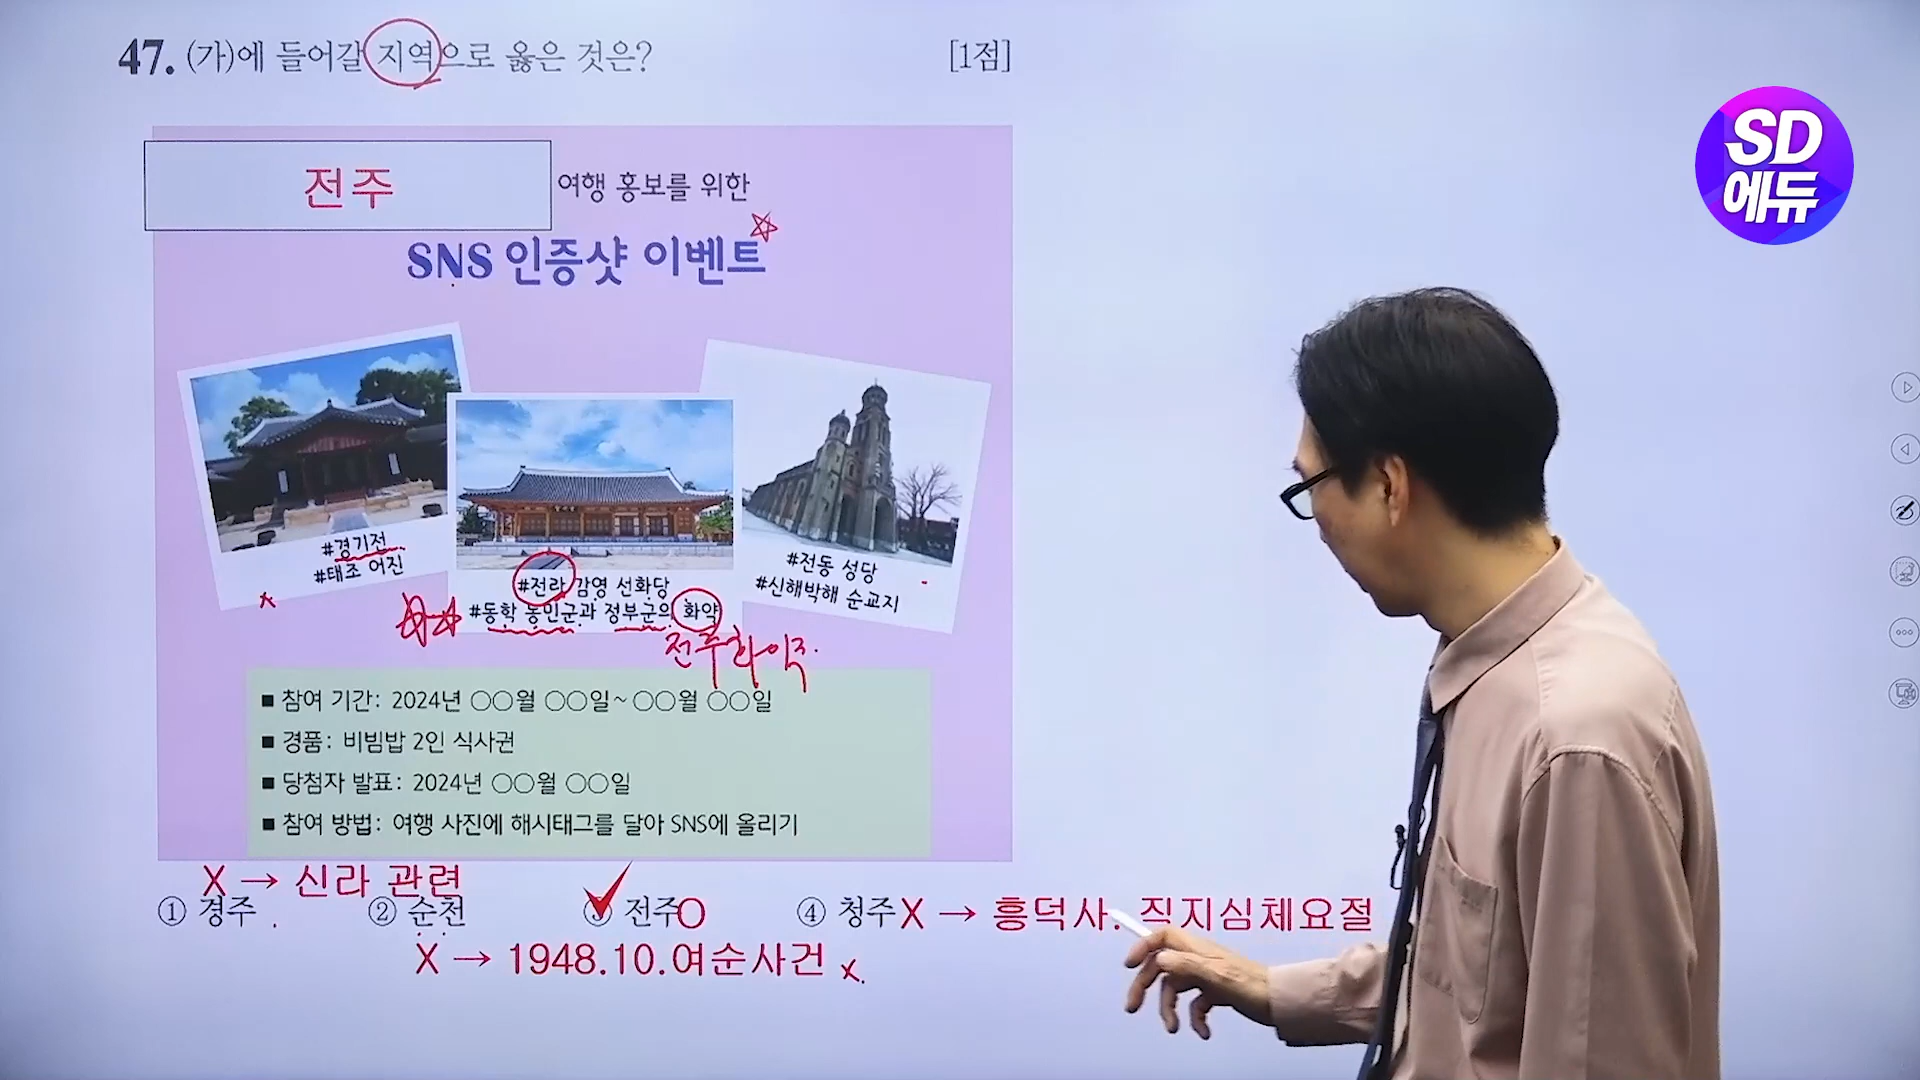 47. (가)에 들어갈 지역으로 옳은 것은? [1점]
SD
에듀
전주 여행 홍보를 위한
SNS 인증샷 이벤트
#경기전
#태조 어진
#전라 감영 선화당
#동학 농민군과 정부군의 화약
#전동 성당
#신해박해 순교지
전주화약
■ 참여 기간: 2024년 ○○월 ○○일~○○월 ○○일
■ 경품: 비빔밥 2인 식사권
■ 당첨자 발표: 2024년 ○○월 ○○일
■ 참여 방법: 여행 사진에 해시태그를 달아 SNS에 올리기
X → 신라 관련
① 경주 ② 순천 ③ 전주O ④ 청주X → 흥덕사. 직지심체요절
X → 1948.10.여순사건